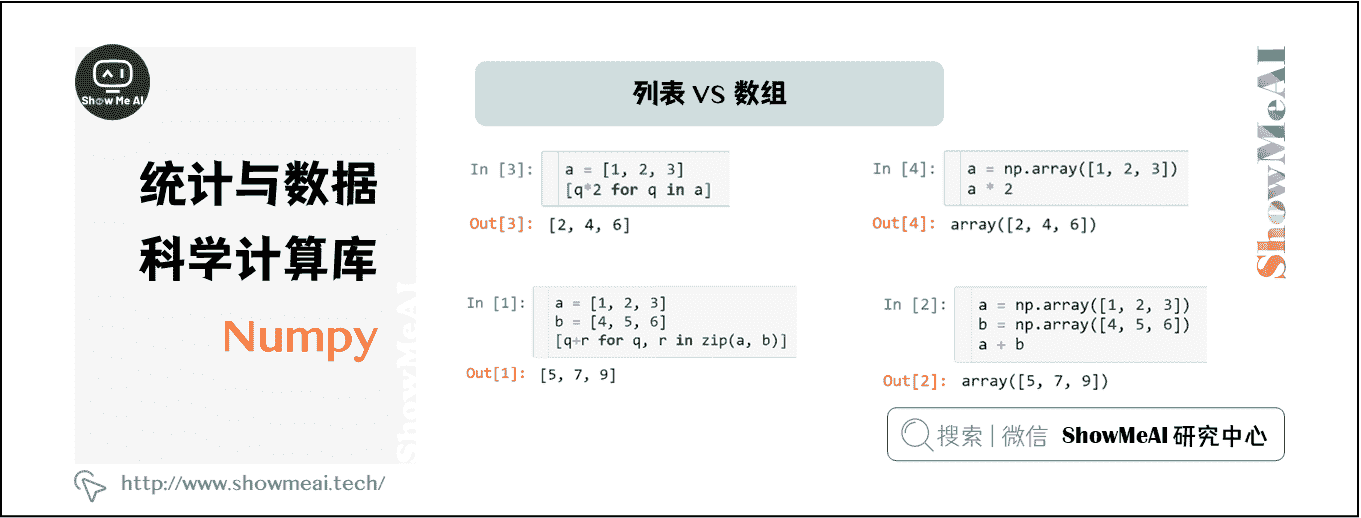 Show Me AI
统计与数据
科学计算库
Numpy
ShowMeAI
http://www.showmeai.tech/
列表 VS 数组
In [3]: a = [1, 2, 3]
[q*2 for q in a]
Out[3]: [2, 4, 6]
In [4]: a = np.array([1, 2, 3])
a * 2
Out[4]: array([2, 4, 6])
In [1]: a = [1, 2, 3]
b = [4, 5, 6]
[q+r for q, r in zip(a, b)]
Out[1]: [5, 7, 9]
In [2]: a = np.array([1, 2, 3])
b = np.array([4, 5, 6])
a + b
Out[2]: array([5, 7, 9])
搜索 | 微信 ShowMeAI 研究中心
ShowMeAI